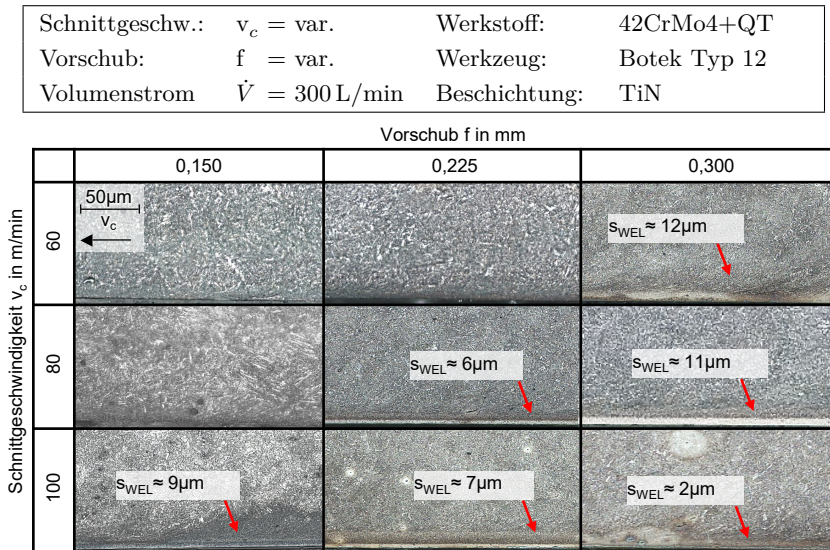 Schnittgeschw.: v_c = var. Werkstoff: 42CrMo4+QT
Vorschub: f = var. Werkzeug: Botek Typ 12
Volumenstrom V̇ = 300 L/min Beschichtung: TiN
Vorschub f in mm
0,150 0,225 0,300
Schnittgeschwindigkeit v_c in m/min
60
50µm
v_c
s_WEL≈ 12µm
80
s_WEL≈ 6µm
s_WEL≈ 11µm
100
s_WEL≈ 9µm
s_WEL≈ 7µm
s_WEL≈ 2µm